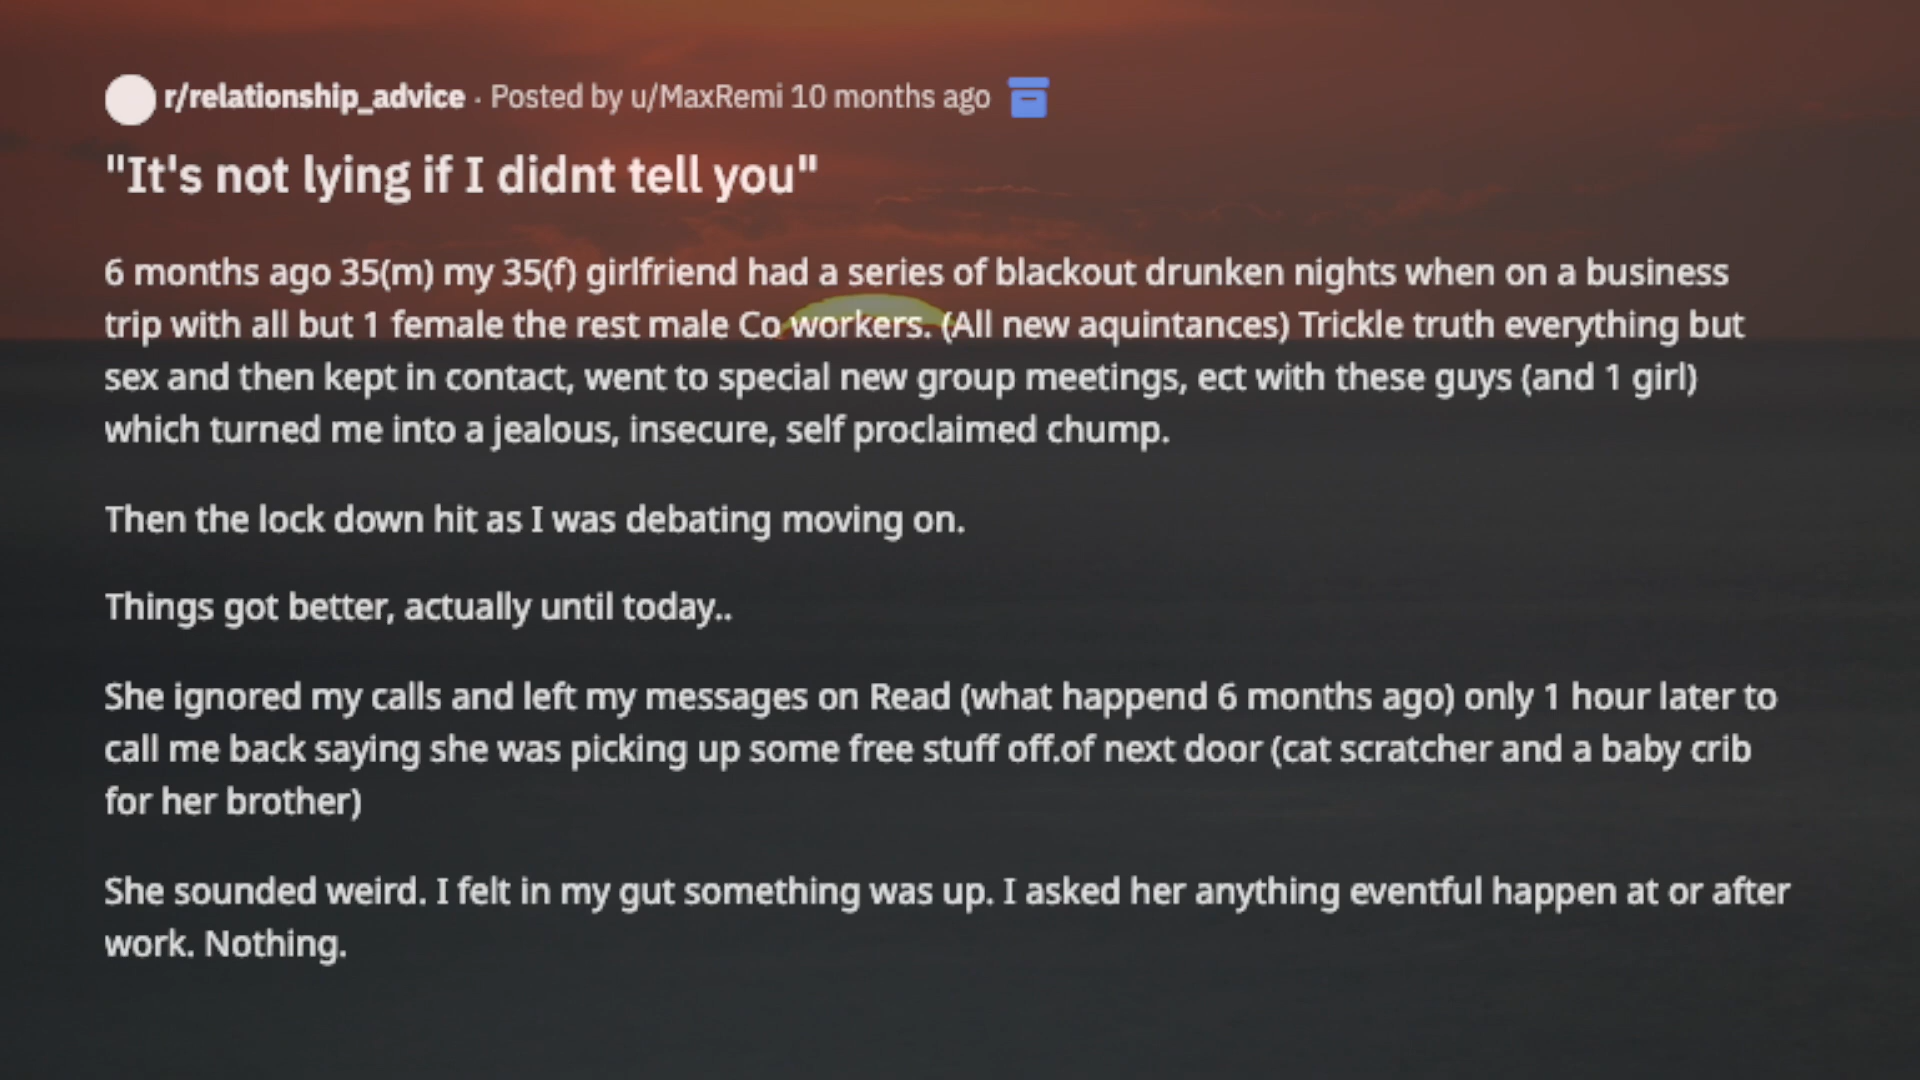 r/relationship_advice · Posted by u/MaxRemi 10 months ago
"It's not lying if I didnt tell you"
6 months ago 35(m) my 35(f) girlfriend had a series of blackout drunken nights when on a business
trip with all but 1 female the rest male Co workers. (All new aquintances) Trickle truth everything but
sex and then kept in contact, went to special new group meetings, ect with these guys (and 1 girl)
which turned me into a jealous, insecure, self proclaimed chump.
Then the lock down hit as I was debating moving on.
Things got better, actually until today..
She ignored my calls and left my messages on Read (what happend 6 months ago) only 1 hour later to
call me back saying she was picking up some free stuff off.of next door (cat scratcher and a baby crib
for her brother)
She sounded weird. I felt in my gut something was up. I asked her anything eventful happen at or after
work. Nothing.